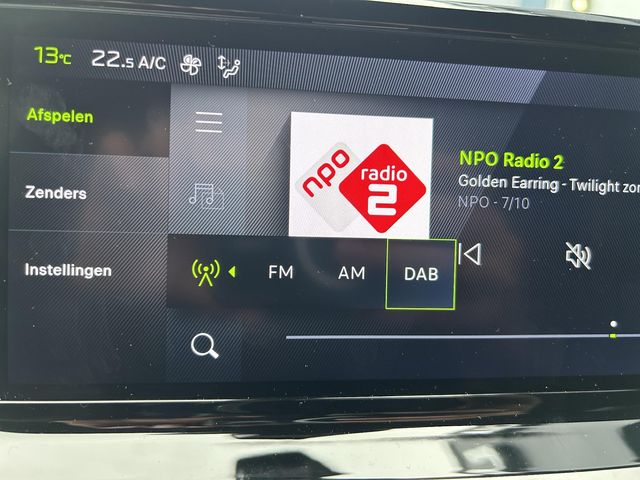 13°C 22.5 A/C
Afspelen
Zenders
Instellingen
npo radio 2
NPO Radio 2
Golden Earring - Twilight zon
NPO - 7/10
FM AM DAB